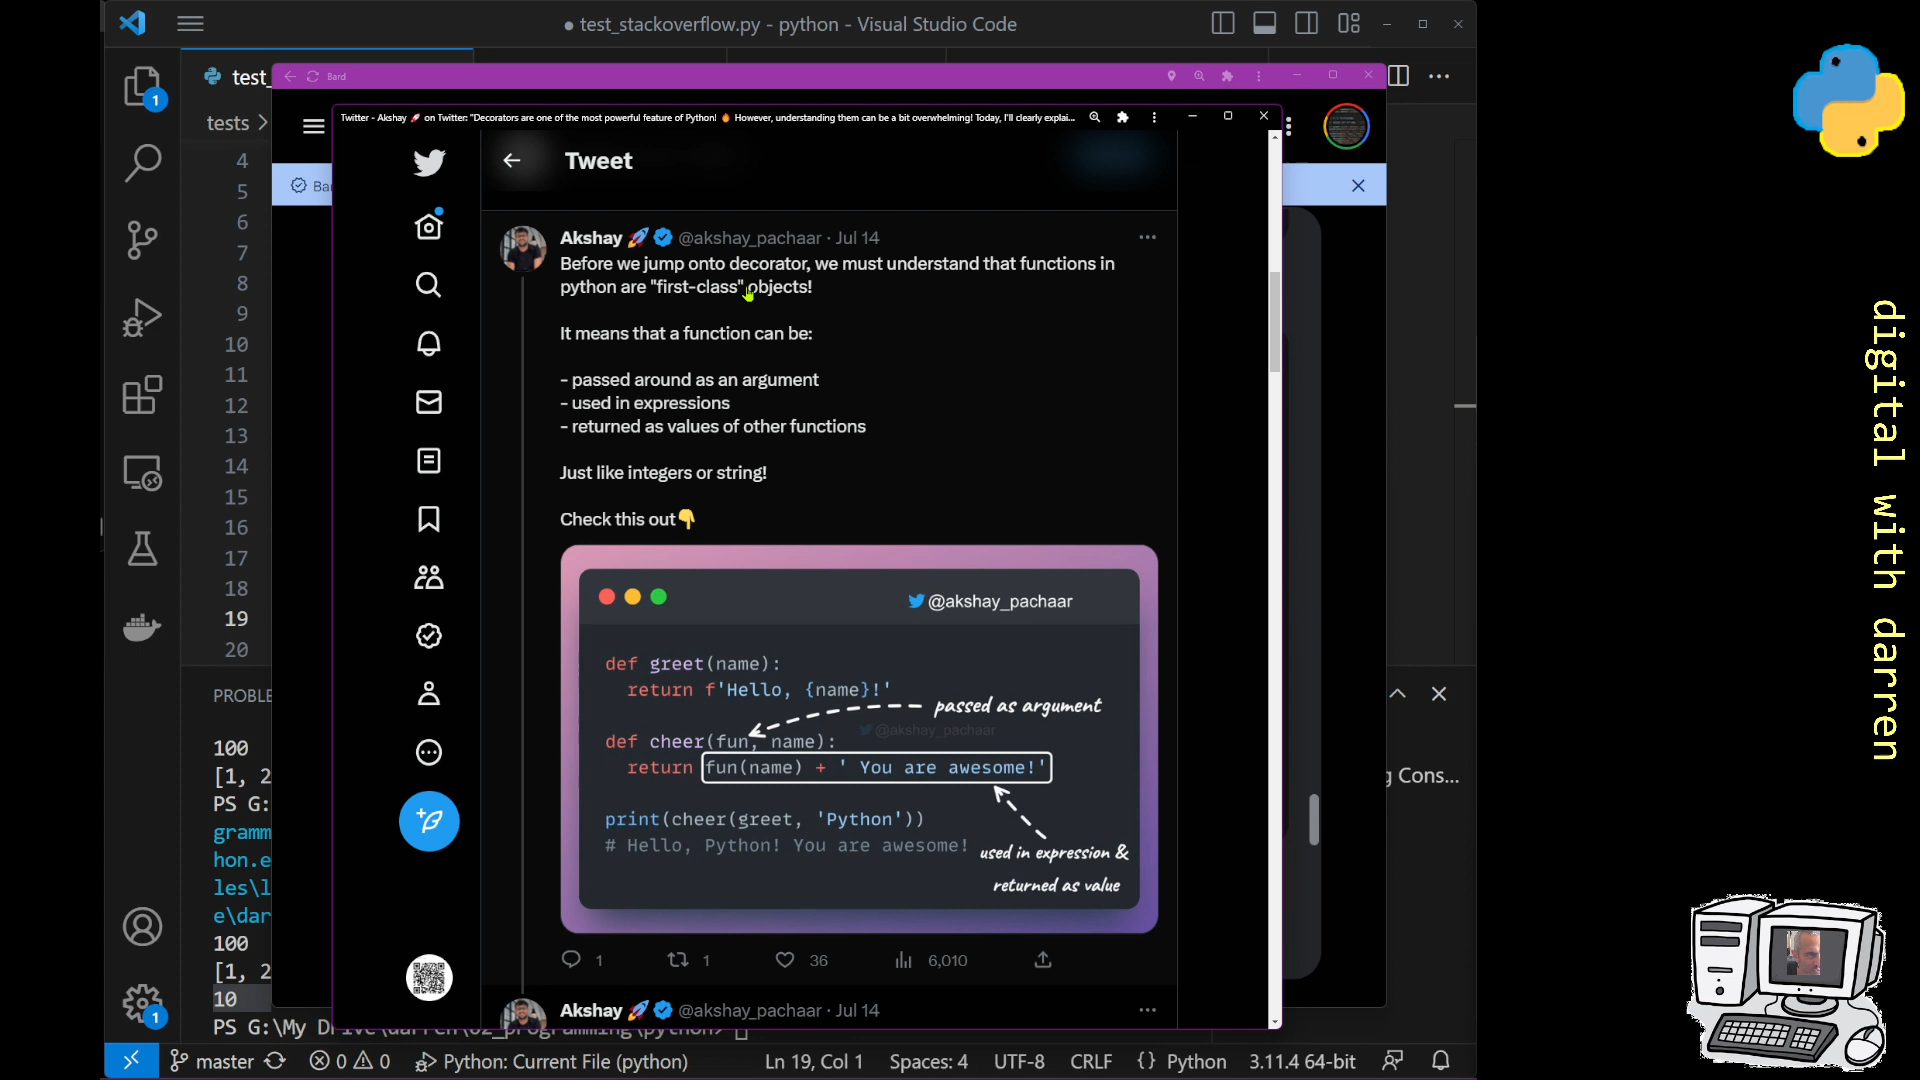 ● test_stackoverflow.py - python - Visual Studio Code
test_
Bard
tests >
Twitter - Akshay 🚀 on Twitter: "Decorators are one of the most powerful feature of Python! 🔥 However, understanding them can be a bit overwhelming! Today, I'll clearly explai...
Tweet
Akshay 🚀 @akshay_pachaar · Jul 14
Before we jump onto decorator, we must understand that functions in
python are "first-class" objects!
It means that a function can be:
- passed around as an argument
- used in expressions
- returned as values of other functions
Just like integers or string!
Check this out👇
@akshay_pachaar
def greet(name):
return f'Hello, {name}!'
passed as argument
@akshay_pachaar
def cheer(fun, name):
return fun(name) + ' You are awesome!'
print(cheer(greet, 'Python'))
# Hello, Python! You are awesome!
used in expression &
returned as value
1
1
36
6,010
Akshay 🚀 @akshay_pachaar · Jul 14
1
4
5
6
7
8
9
10
11
12
13
14
15
16
17
18
19
20
PROBLE
100
[1, 2
PS G:
gramm
hon.e
les\l
e\dar
100
[1, 2
10
g Cons...
1
master
0 0
Python: Current File (python)
Ln 19, Col 1
Spaces: 4
UTF-8
CRLF
{} Python
3.11.4 64-bit
digital with darren